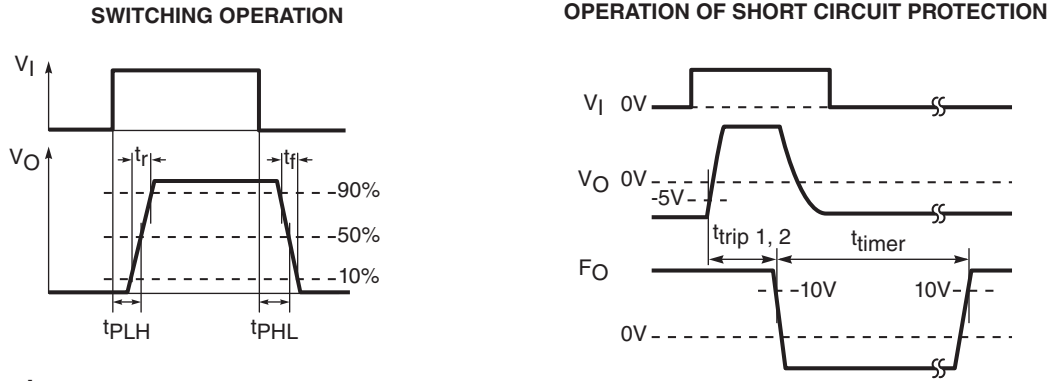 SWITCHING OPERATION
VI
VO
tr
tf
90%
50%
10%
tPLH
tPHL
OPERATION OF SHORT CIRCUIT PROTECTION
VI 0V
VO 0V
-5V
ttrip 1, 2
ttimer
FO
-10V
10V
0V